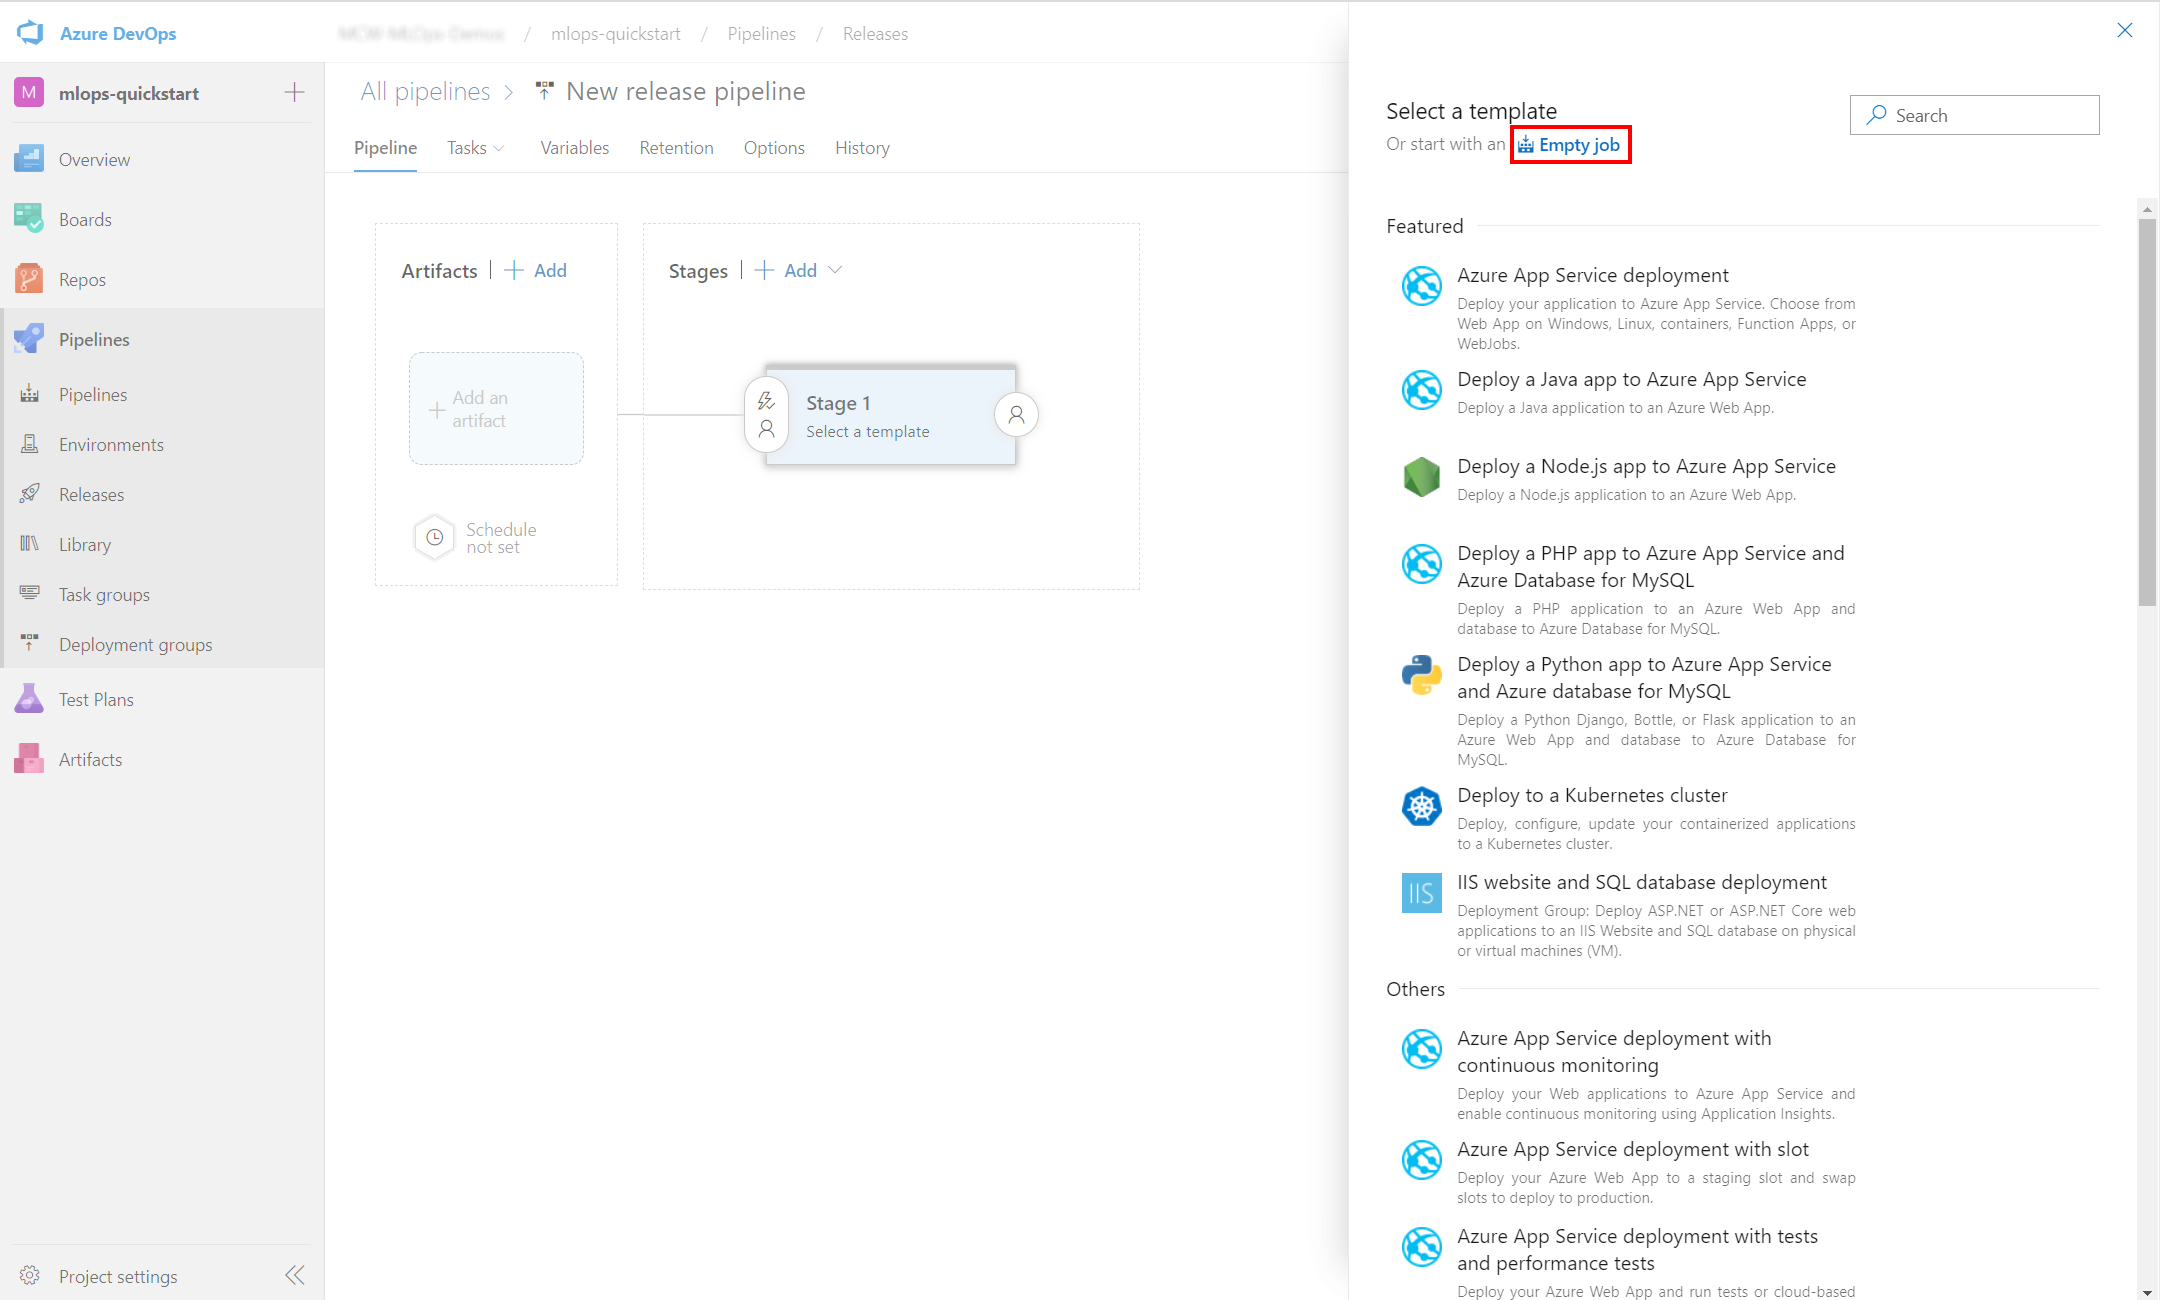 Azure DevOps
/ mlops-quickstart / Pipelines / Releases
M mlops-quickstart
Overview
Boards
Repos
Pipelines
Pipelines
Environments
Releases
Library
Task groups
Deployment groups
Test Plans
Artifacts
Project settings
All pipelines > New release pipeline
Pipeline Tasks Variables Retention Options History
Artifacts | + Add
Add an
artifact
Schedule
not set
Stages | + Add
Stage 1
Select a template
Select a template
Or start with an Empty job
Search
Featured
Azure App Service deployment
Deploy your application to Azure App Service. Choose from
Web App on Windows, Linux, containers, Function Apps, or
WebJobs.
Deploy a Java app to Azure App Service
Deploy a Java application to an Azure Web App.
Deploy a Node.js app to Azure App Service
Deploy a Node.js application to an Azure Web App.
Deploy a PHP app to Azure App Service and
Azure Database for MySQL
Deploy a PHP application to an Azure Web App and
database to Azure Database for MySQL.
Deploy a Python app to Azure App Service
and Azure database for MySQL
Deploy a Python Django, Bottle, or Flask application to an
Azure Web App and database to Azure Database for
MySQL.
Deploy to a Kubernetes cluster
Deploy, configure, update your containerized applications
to a Kubernetes cluster.
IIS
IIS website and SQL database deployment
Deployment Group: Deploy ASP.NET or ASP.NET Core web
applications to an IIS Website and SQL database on physical
or virtual machines (VM).
Others
Azure App Service deployment with
continuous monitoring
Deploy your Web applications to Azure App Service and
enable continuous monitoring using Application Insights.
Azure App Service deployment with slot
Deploy your Azure Web App to a staging slot and swap
slots to deploy to production.
Azure App Service deployment with tests
and performance tests
Deploy your Azure Web App and run tests or cloud-based